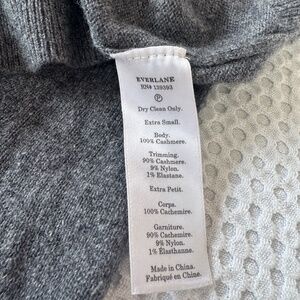 EVERLANE
RN# 139393
P
Dry Clean Only.
Extra Small.
Body.
100% Cashmere.
Trimming.
90% Cashmere.
9% Nylon.
1% Elastane.
Extra Petit.
Corps.
100% Cachemire.
Garniture.
90% Cachemire.
9% Nylon.
1% Élasthanne.
Made in China.
Fabriqué en Chine.